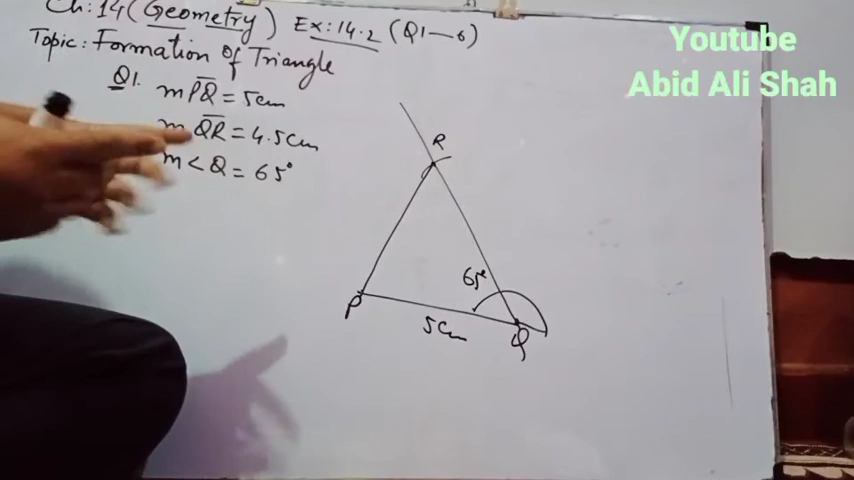 Ch: 14 (Geometry) Ex: 14.2 (Q1—6)
Topic: Formation of Triangle
Q1. mPQ = 5cm
mQR = 4.5cm
m<Q = 65°
R
65°
P
5cm
Q
Youtube
Abid Ali Shah